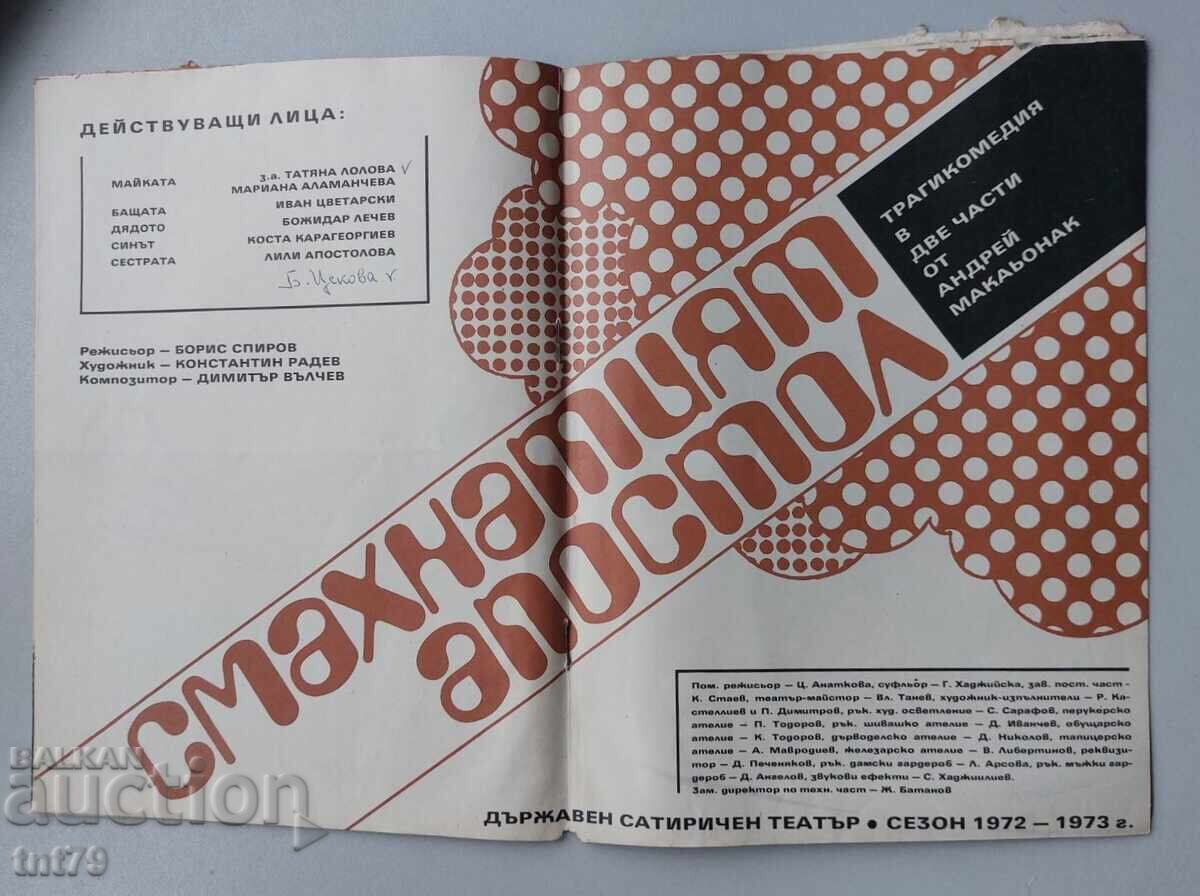 ДЕЙСТВУВАЩИ ЛИЦА:
МАЙКАТА з.а. ТАТЯНА ЛОЛОВА √
МАРИАНА АЛАМАНЧЕВА
БАЩАТА ИВАН ЦВЕТАРСКИ
ДЯДОТО БОЖИДАР ЛЕЧЕВ
СИНЪТ КОСТА КАРАГЕОРГИЕВ
СЕСТРАТА ЛИЛИ АПОСТОЛОВА
Б. Цекова √
Режисьор – БОРИС СПИРОВ
Художник – КОНСТАНТИН РАДЕВ
Композитор – ДИМИТЪР ВЪЛЧЕВ
смахнатият
апостол
ТРАГИКОМЕДИЯ
В
ДВЕ ЧАСТИ
ОТ
АНДРЕЙ
МАКАЬОНАК
Пом. режисьор – Ц. Анаткова, суфльор – Г. Хаджийска, зав. пост. част -
К. Стаев, театър-майстор – Вл. Танев, художник-изпълнители – Р. Ка-
стеллиев и П. Димитров, рък. худ. осветление – С. Сарафов, перукерско
ателие – П. Тодоров, рък. шивашко ателие – Д. Иванчев, обущарско
ателие – К. Тодоров, дърводелско ателие – Д. Николов, тапицерско
ателие – А. Мавродиев, железарско ателие – В. Либертинов, реквизи-
тор – Д. Печеняков, рък. дамски гардероб – Л. Арсова, рък. мъжки гар-
дероб – Д. Ангелов, звукови ефекти – С. Хаджиилиев.
Зам. директор по техн. част – Ж. Батанов
ДЪРЖАВЕН САТИРИЧЕН ТЕАТЪР • СЕЗОН 1972 – 1973 г.
BALKAN
auction
tnt79